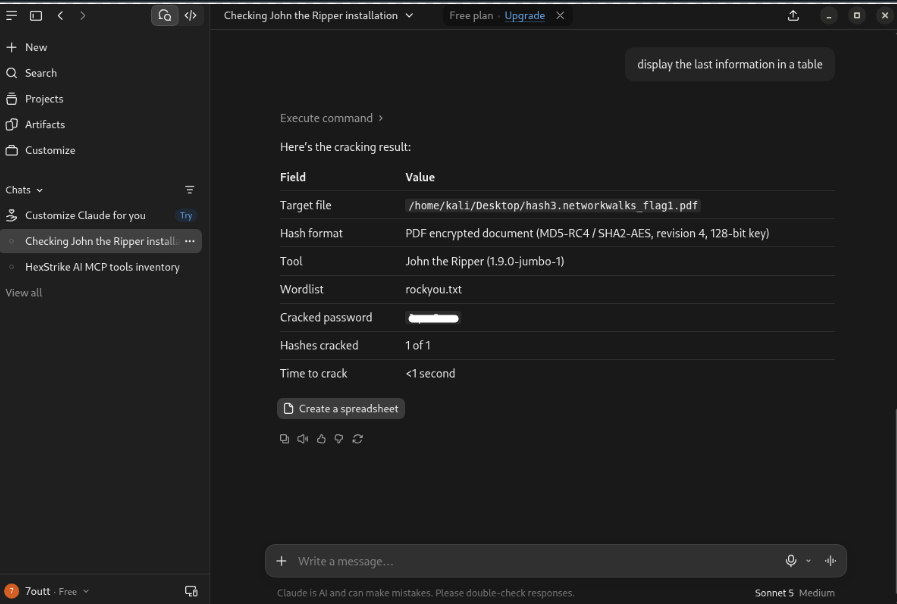 Checking John the Ripper installation
Free plan · Upgrade
New
Search
Projects
Artifacts
Customize
Chats
Customize Claude for you Try
Checking John the Ripper install
HexStrike AI MCP tools inventory
View all
7 7outt · Free
display the last information in a table
Execute command
Here's the cracking result:
Field Value
Target file /home/kali/Desktop/hash3.networkwalks_flag1.pdf
Hash format PDF encrypted document (MD5-RC4 / SHA2-AES, revision 4, 128-bit key)
Tool John the Ripper (1.9.0-jumbo-1)
Wordlist rockyou.txt
Cracked password
Hashes cracked 1 of 1
Time to crack <1 second
Create a spreadsheet
Write a message...
Claude is AI and can make mistakes. Please double-check responses.
Sonnet 5 Medium